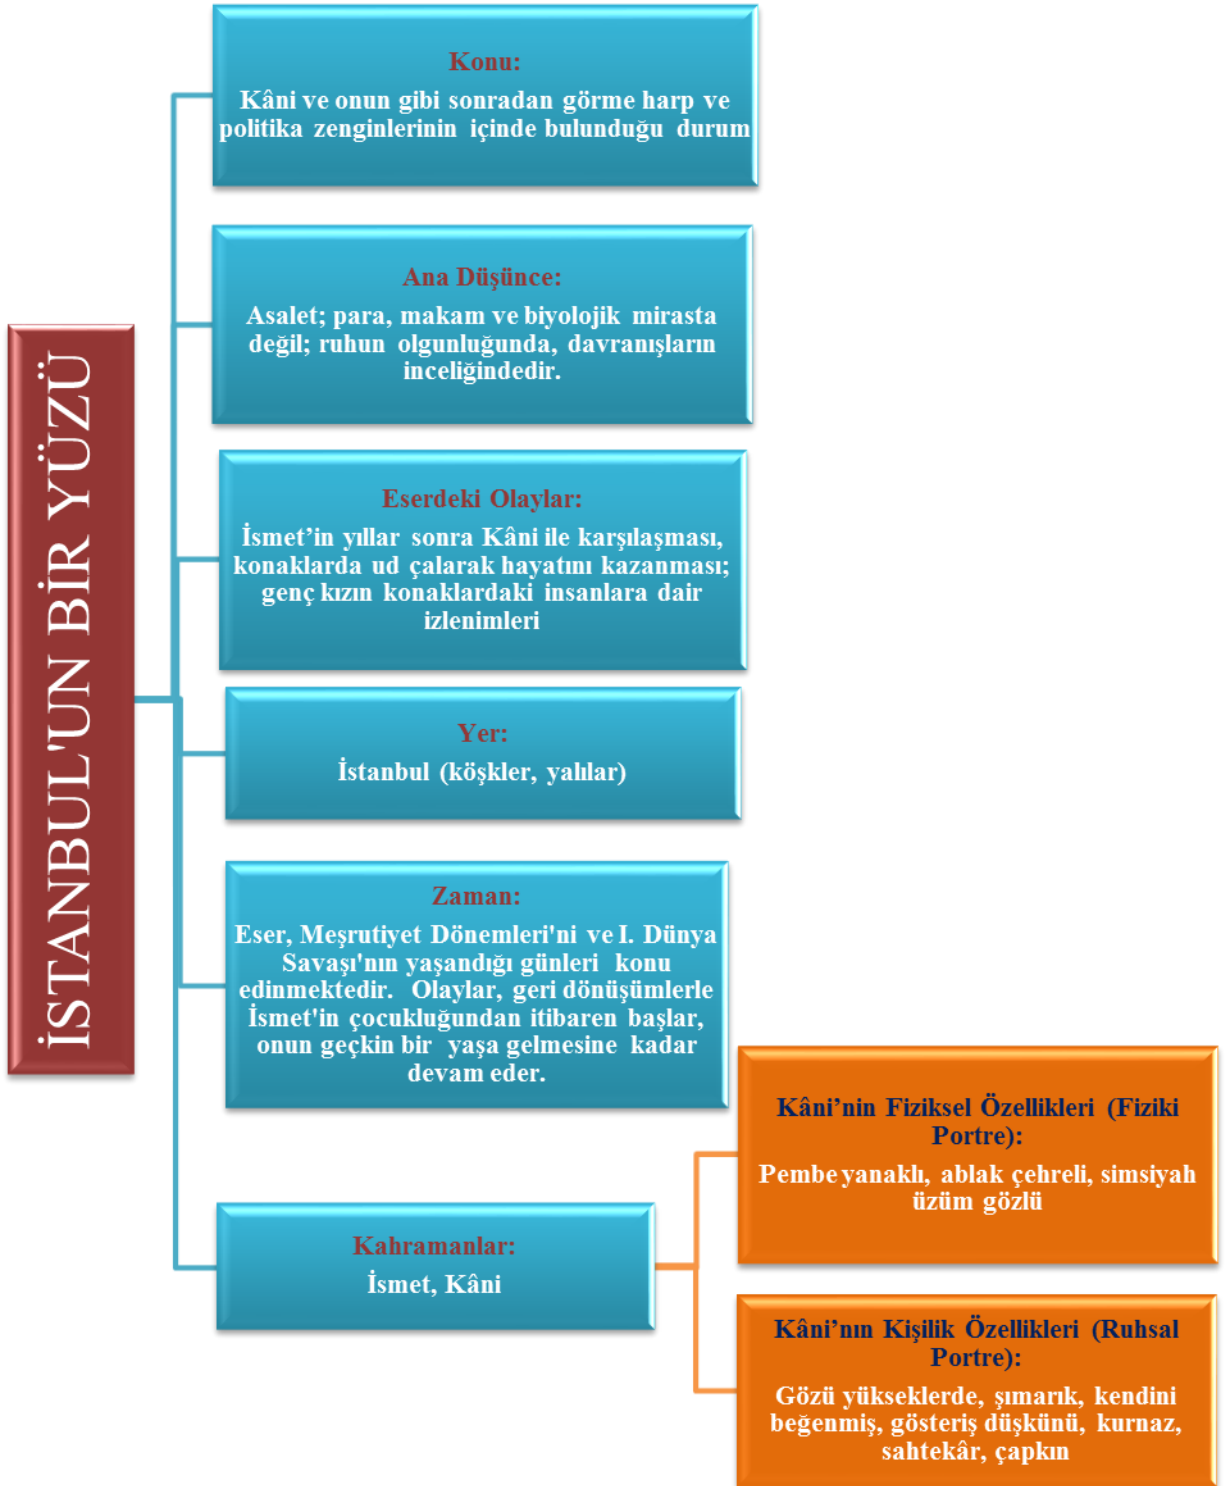 İSTANBUL'UN BİR YÜZÜ
Konu:
Kâni ve onun gibi sonradan görme harp ve
politika zenginlerinin içinde bulunduğu durum
Ana Düşünce:
Asalet; para, makam ve biyolojik mirasta
değil; ruhun olgunluğunda, davranışların
inceliğindedir.
Eserdeki Olaylar:
İsmet’in yıllar sonra Kâni ile karşılaşması,
konaklarda ud çalarak hayatını kazanması;
genç kızın konaklardaki insanlara dair
izlenimleri
Yer:
İstanbul (köşkler, yalılar)
Zaman:
Eser, Meşrutiyet Dönemleri'ni ve I. Dünya
Savaşı'nın yaşandığı günleri konu
edinmektedir. Olaylar, geri dönüşümlerle
İsmet'in çocukluğundan itibaren başlar,
onun geçkin bir yaşa gelmesine kadar
devam eder.
Kahramanlar:
İsmet, Kâni
Kâni’nin Fiziksel Özellikleri (Fiziki
Portre):
Pembe yanaklı, ablak çehreli, simsiyah
üzüm gözlü
Kâni’nın Kişilik Özellikleri (Ruhsal
Portre):
Gözü yükseklerde, şımarık, kendini
beğenmiş, gösteriş düşkünü, kurnaz,
sahtekâr, çapkın